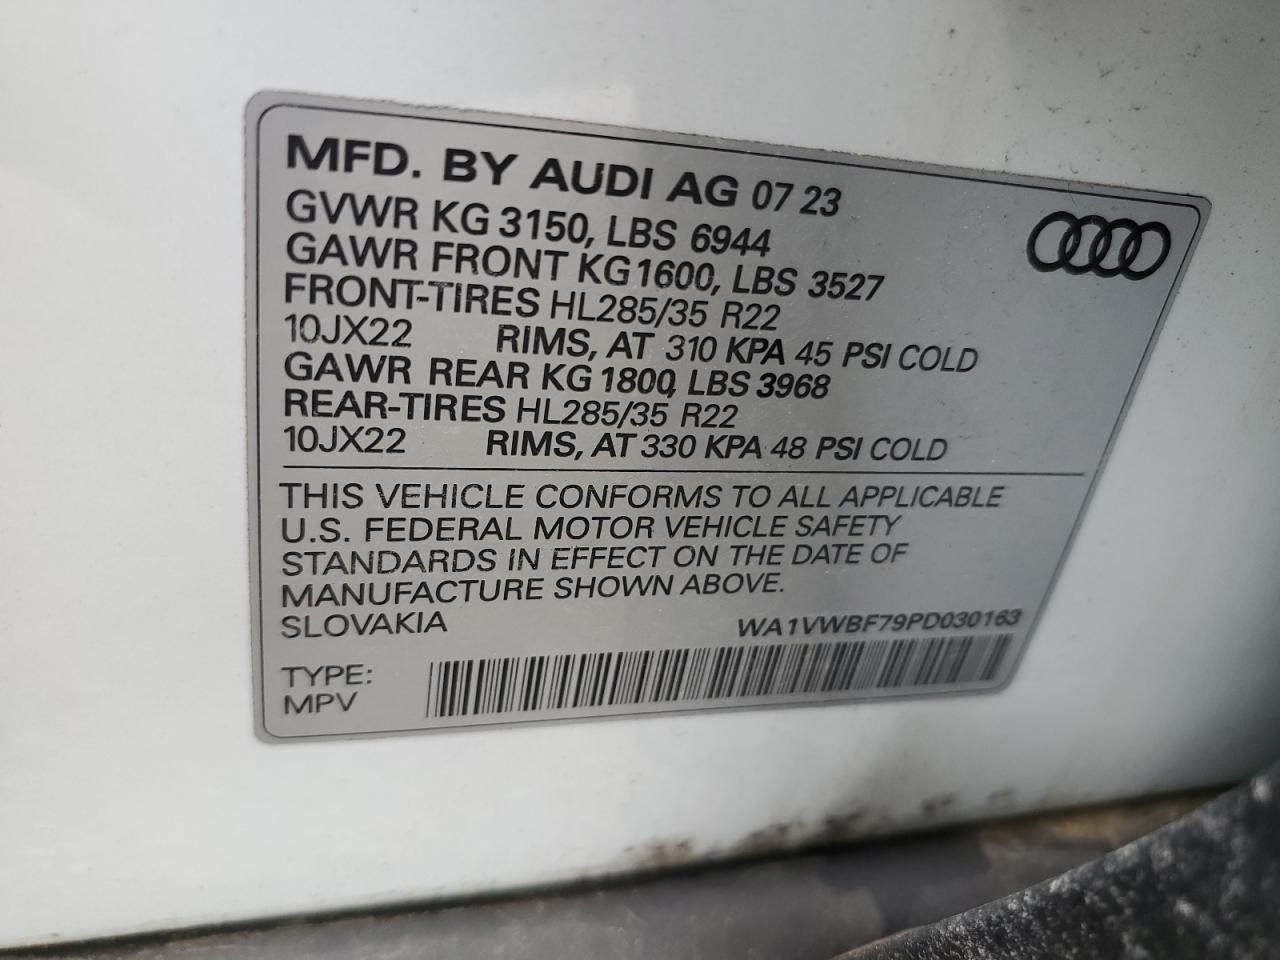 MFD. BY AUDI AG 07 23
GVWR KG 3150, LBS 6944
GAWR FRONT KG 1600, LBS 3527
FRONT-TIRES HL285/35 R22
10JX22 RIMS, AT 310 KPA 45 PSI COLD
GAWR REAR KG 1800, LBS 3968
REAR-TIRES HL285/35 R22
10JX22 RIMS, AT 330 KPA 48 PSI COLD
THIS VEHICLE CONFORMS TO ALL APPLICABLE
U.S. FEDERAL MOTOR VEHICLE SAFETY
STANDARDS IN EFFECT ON THE DATE OF
MANUFACTURE SHOWN ABOVE.
SLOVAKIA WA1VWBF79PD030163
TYPE:
MPV